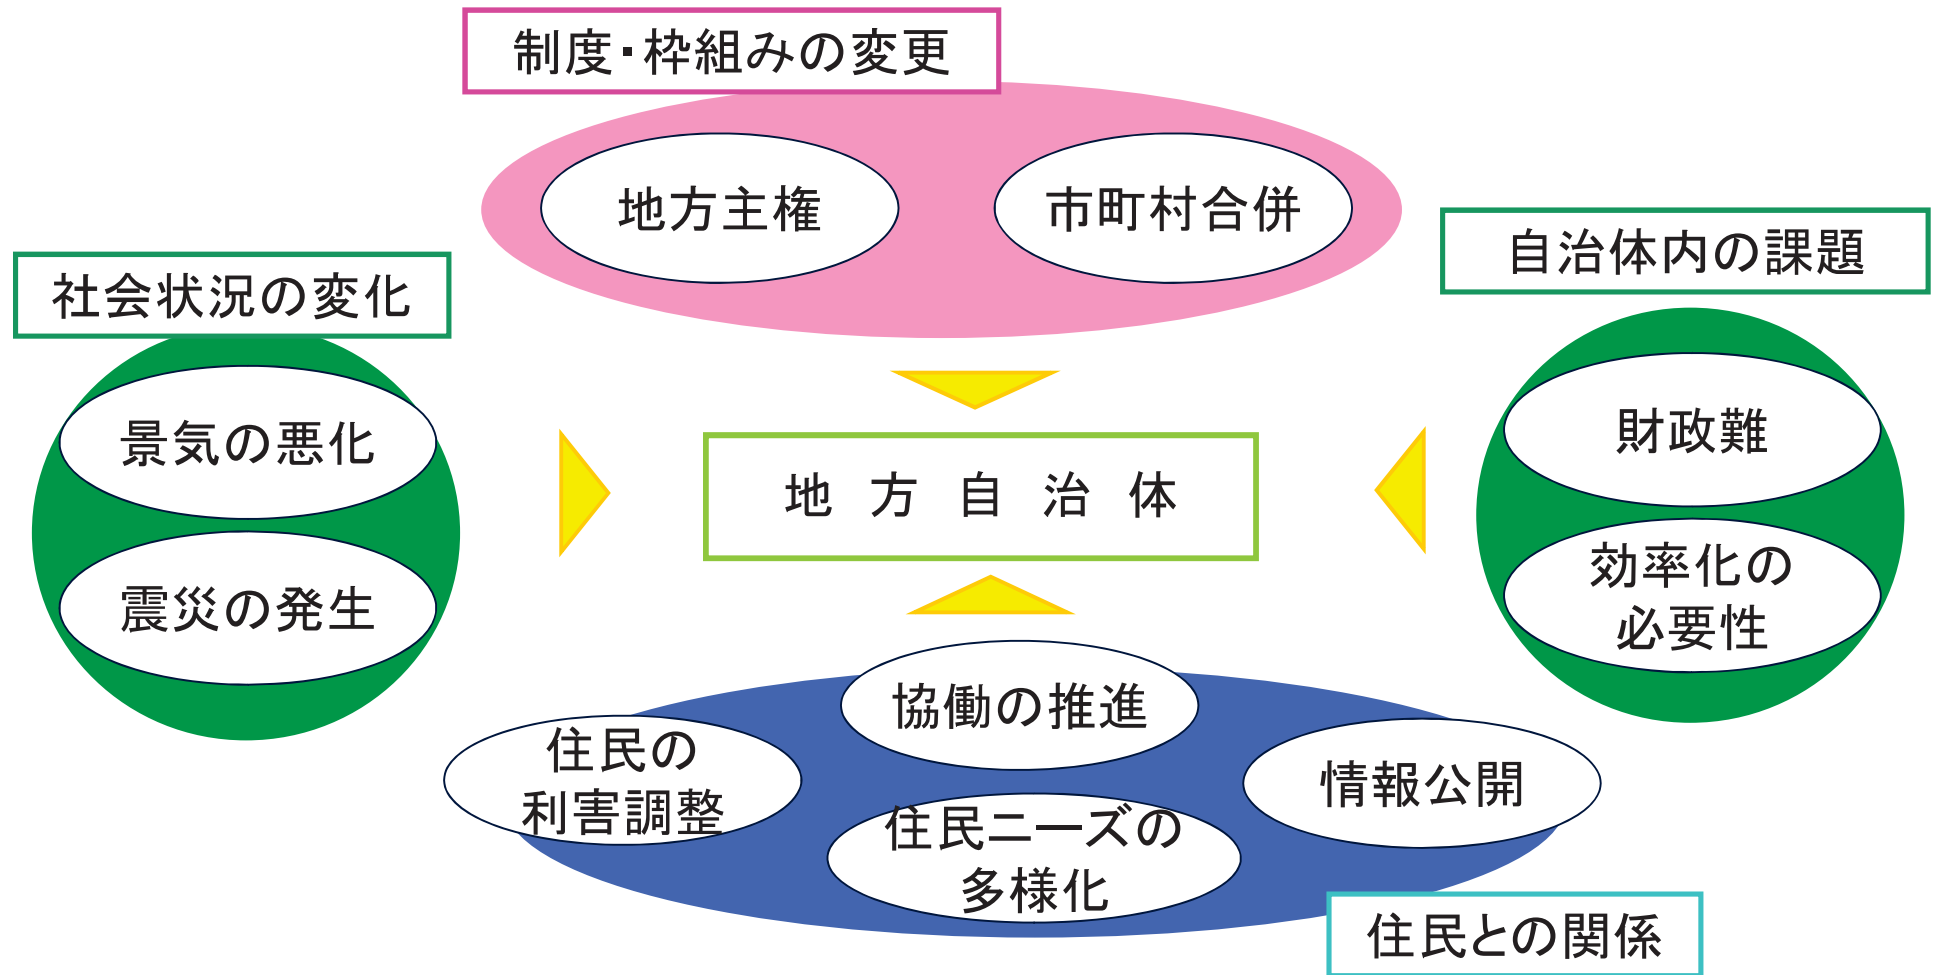 制度・枠組みの変更
地方主権
市町村合併
自治体内の課題
社会状況の変化
財政難
景気の悪化
地方自治体
効率化の
必要性
震災の発生
協働の推進
住民の
利害調整
情報公開
住民ニーズの
多様化
住民との関係